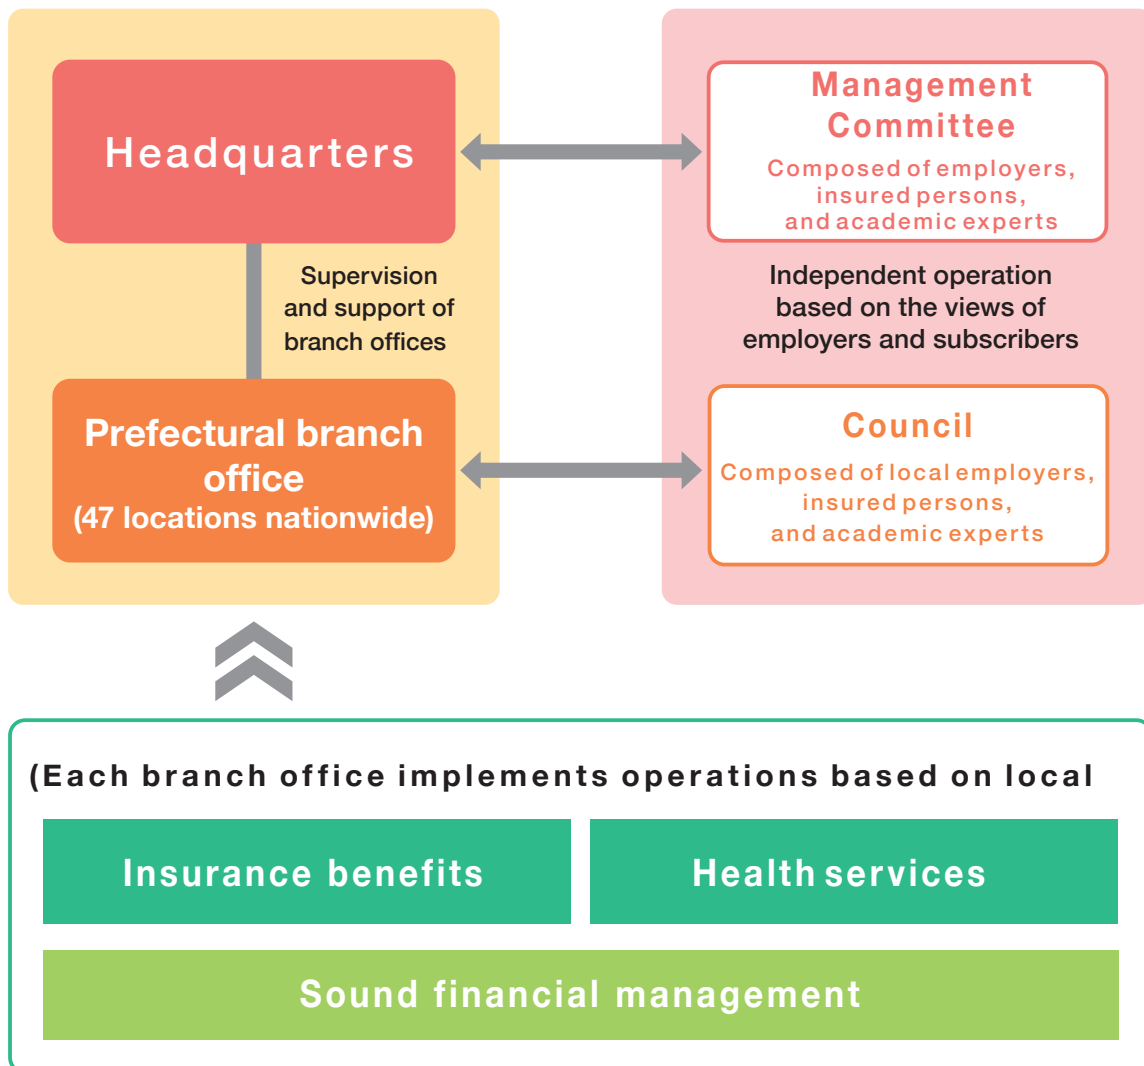 Headquarters
Supervision
and support of
branch offices
Prefectural branch
office
(47 locations nationwide)
Management
Committee
Composed of employers,
insured persons,
and academic experts
Independent operation
based on the views of
employers and subscribers
Council
Composed of local employers,
insured persons,
and academic experts
(Each branch office implements operations based on local
Insurance benefits
Health services
Sound financial management